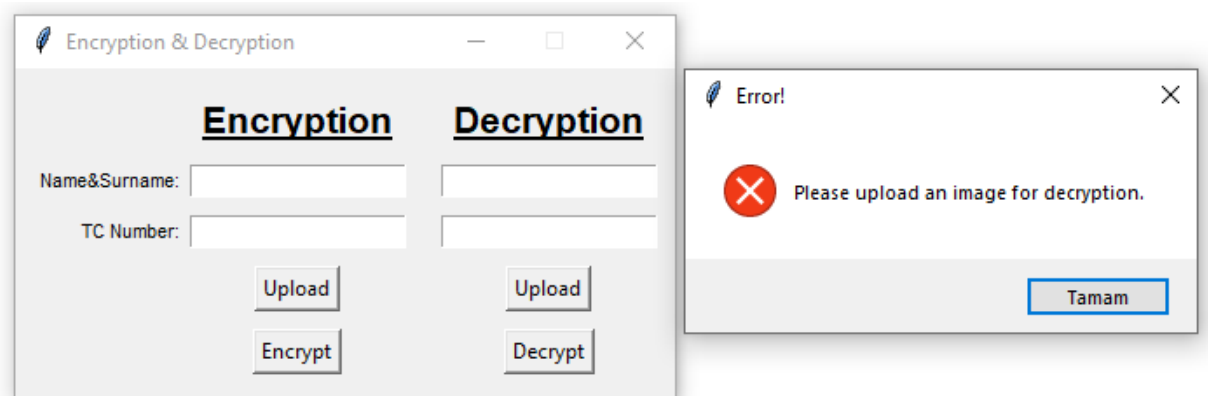 Encryption & Decryption
Encryption Decryption
Name&Surname:
TC Number:
Upload Upload
Encrypt Decrypt
Error!
Please upload an image for decryption.
Tamam